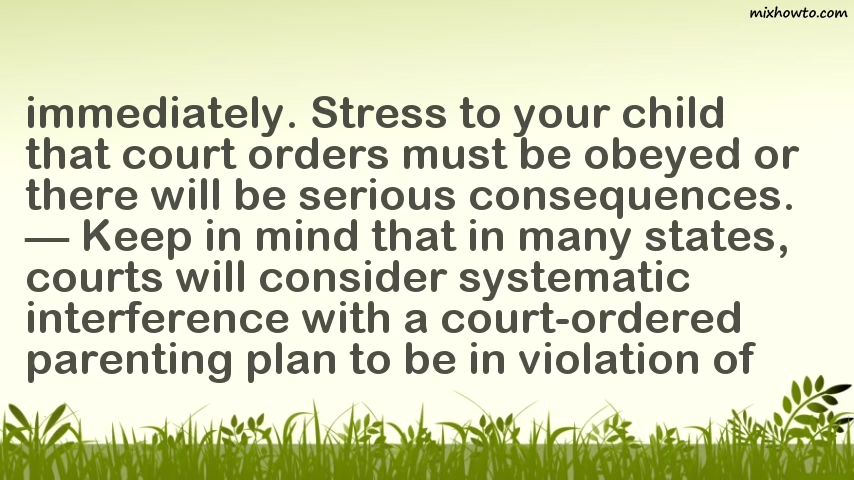 mixhowto.com
immediately. Stress to your child
that court orders must be obeyed or
there will be serious consequences.
— Keep in mind that in many states,
courts will consider systematic
interference with a court-ordered
parenting plan to be in violation of